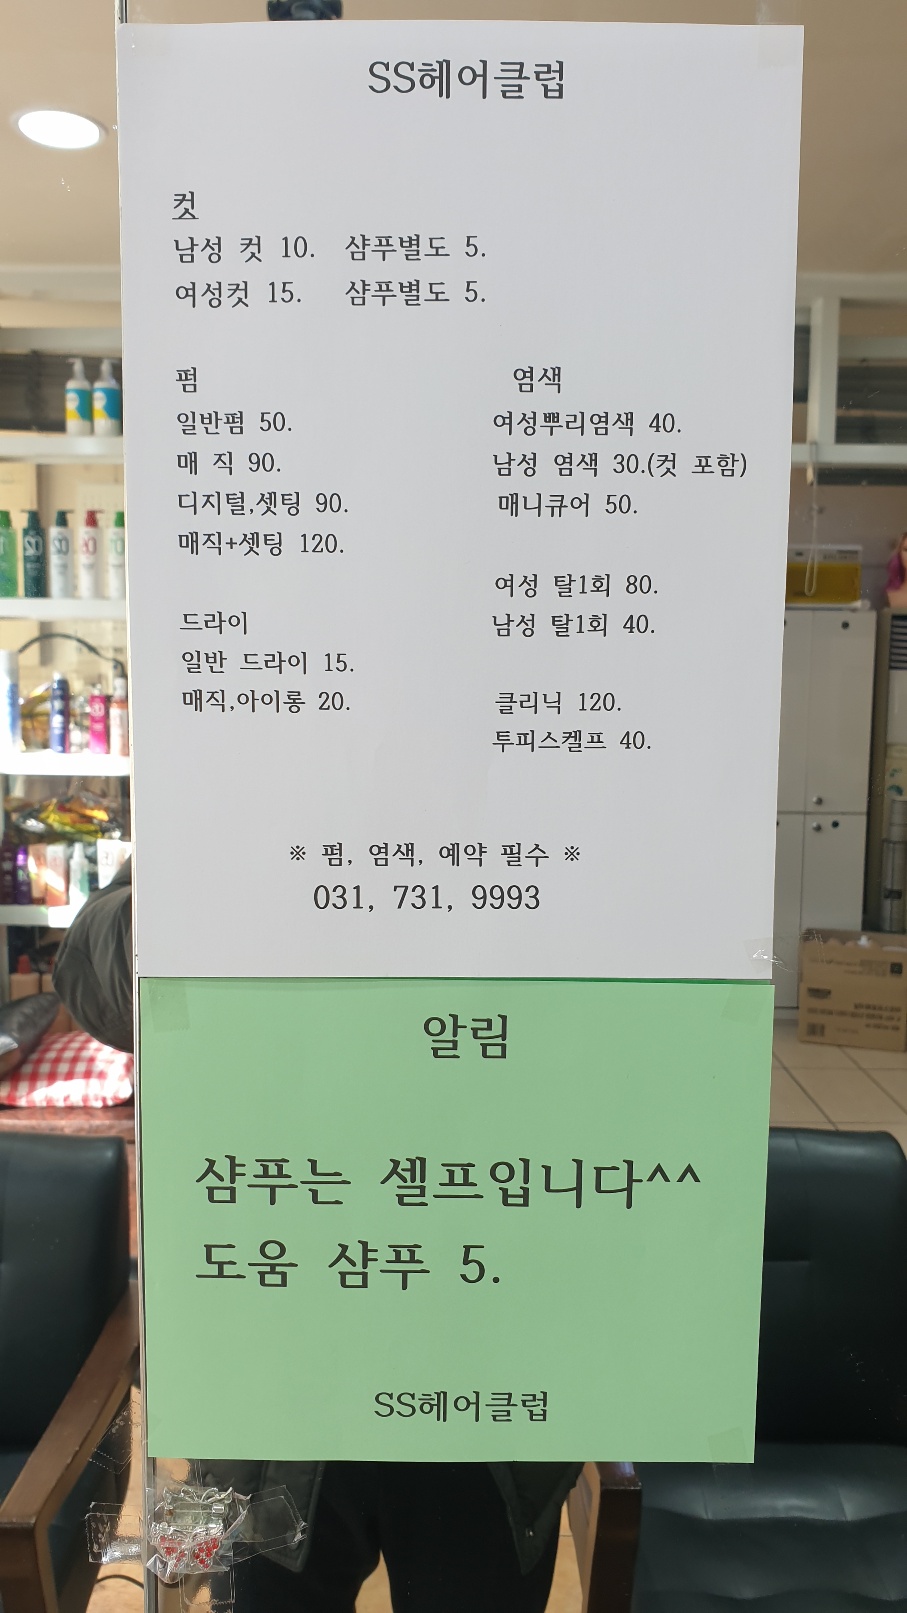 SS헤어클럽
컷
남성 컷 10. 샴푸별도 5.
여성컷 15. 샴푸별도 5.
펌
일반펌 50.
매 직 90.
디지털,셋팅 90.
매직+셋팅 120.
드라이
일반 드라이 15.
매직,아이롱 20.
염색
여성뿌리염색 40.
남성 염색 30.(컷 포함)
매니큐어 50.
여성 탈1회 80.
남성 탈1회 40.
클리닉 120.
투피스켈프 40.
※ 펌, 염색, 예약 필수 ※
031, 731, 9993
알림
샴푸는 셀프입니다^^
도움 샴푸 5.
SS헤어클럽